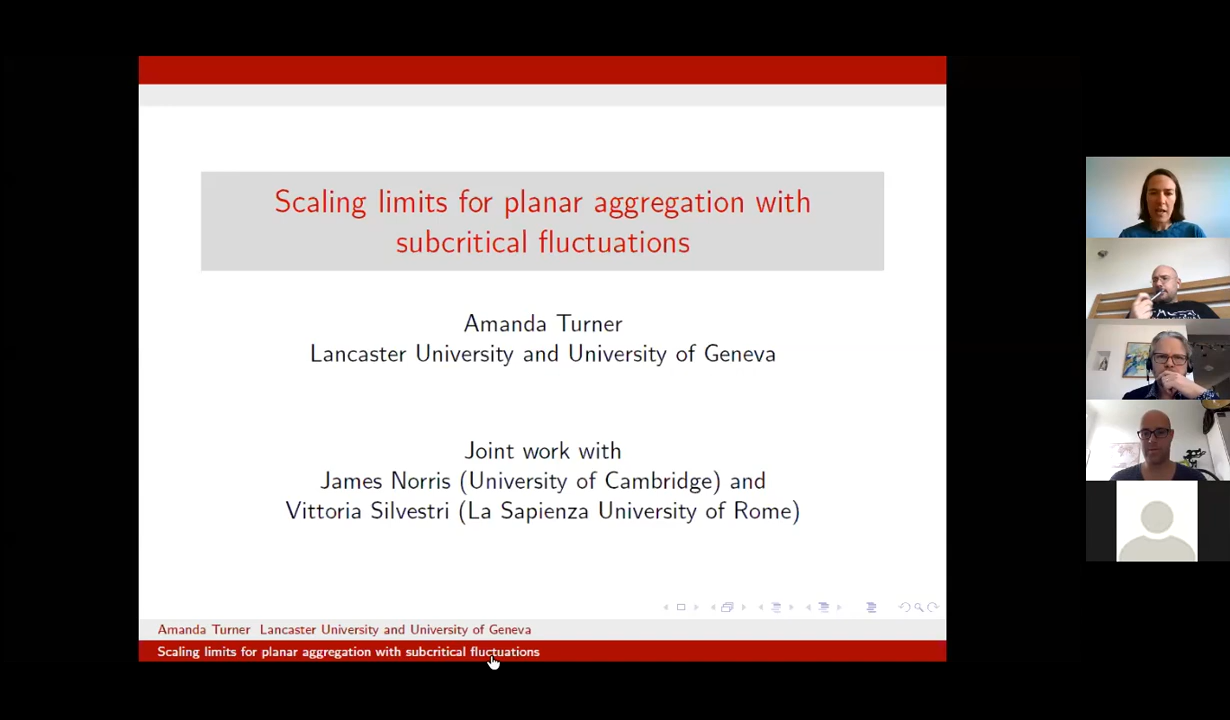 Scaling limits for planar aggregation with
subcritical fluctuations
Amanda Turner
Lancaster University and University of Geneva
Joint work with
James Norris (University of Cambridge) and
Vittoria Silvestri (La Sapienza University of Rome)
Amanda Turner Lancaster University and University of Geneva
Scaling limits for planar aggregation with subcritical fluctuations